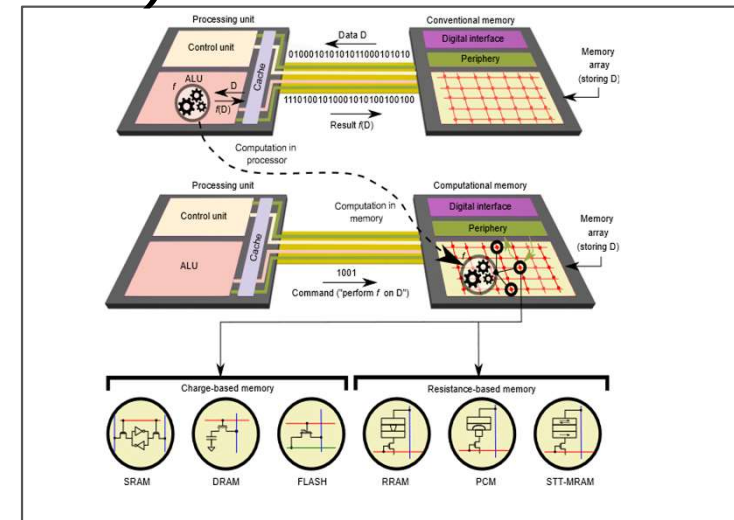 Processing unit
Conventional memory
Data D
Control unit
Digital interface
010001010101011000101010
Periphery
Memory
array
(storing D)
Cache
ALU
f
D
f(D)
111010010100010101001001​00
Result f(D)
Computation in
processor
Processing unit
Computational memory
Computation in
memory
Control unit
Digital interface
Periphery
Memory
array
(storing D)
Cache
ALU
f
1001
Command ("perform f on D")
Charge-based memory
Resistance-based memory
SRAM
DRAM
FLASH
RRAM
PCM
STT-MRAM